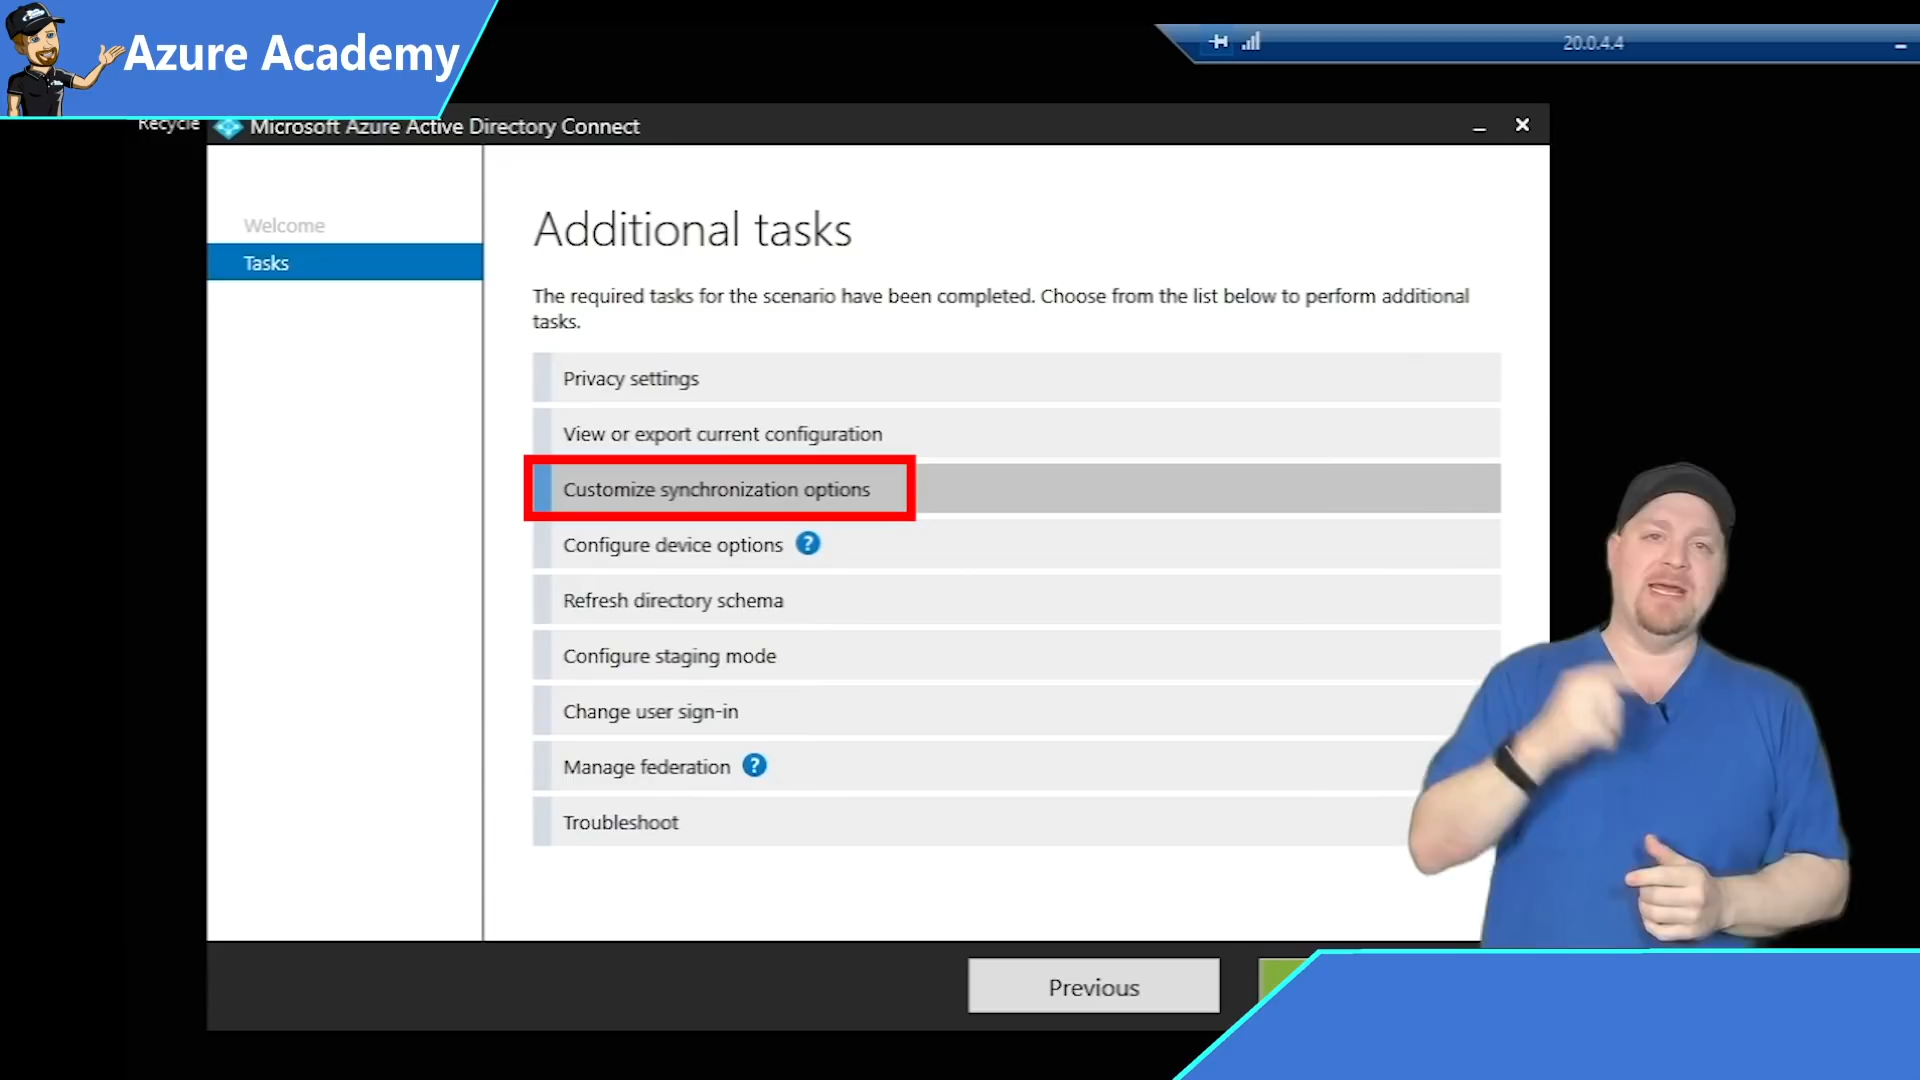 Azure Academy
20.0.4.4
Recycle
Microsoft Azure Active Directory Connect
Welcome
Tasks
Additional tasks
The required tasks for the scenario have been completed. Choose from the list below to perform additional
tasks.
Privacy settings
View or export current configuration
Customize synchronization options
Configure device options ?
Refresh directory schema
Configure staging mode
Change user sign-in
Manage federation ?
Troubleshoot
Previous